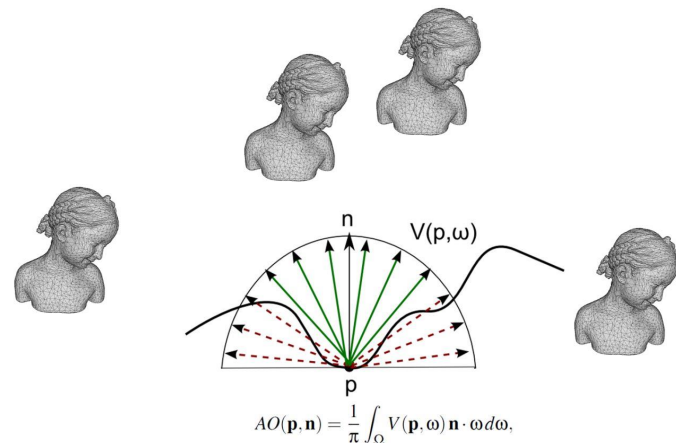 n
V(p,ω)
p
AO(p,n) = 1/π ∫_Ω V(p,ω) n · ω dω,